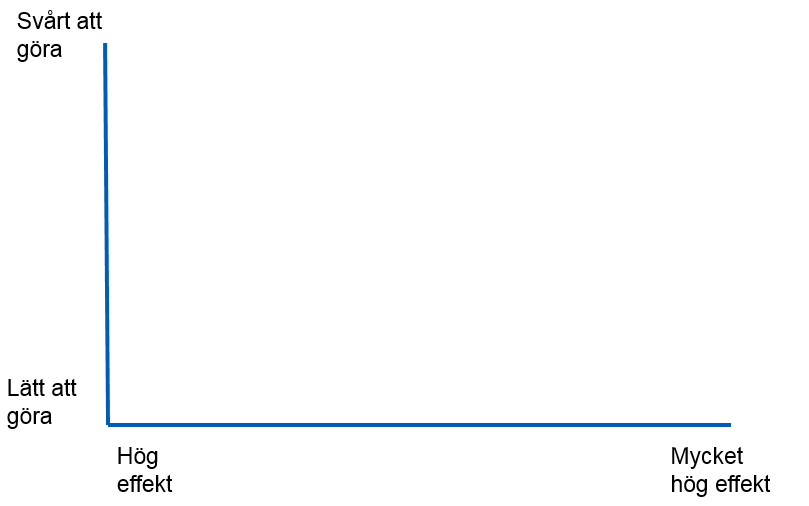 Svårt att
göra
Lätt att
göra
Hög
effekt
Mycket
hög effekt